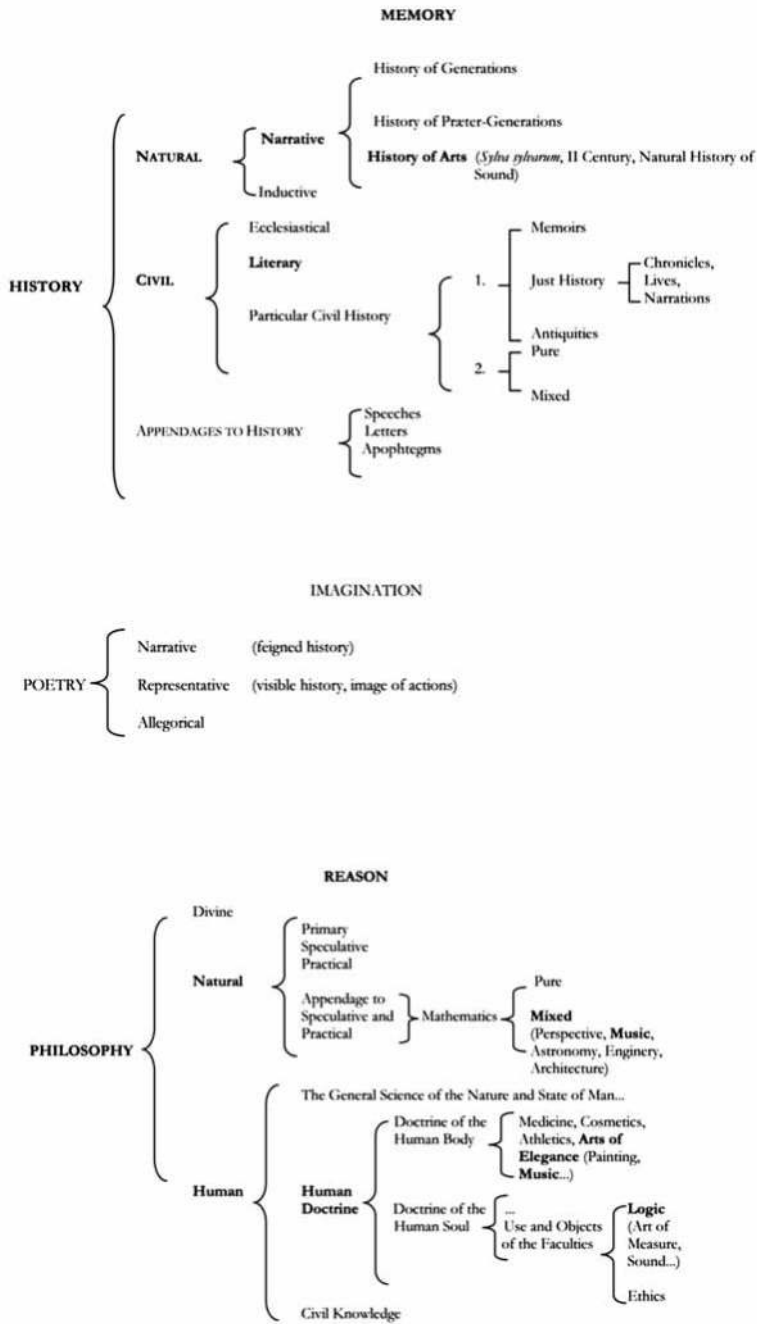 MEMORY
History of Generations
History of Præter-Generations
NATURAL
Narrative
History of Arts (Sylva sylvarum, II Century, Natural History of
Sound)
Inductive
Ecclesiastical
Memoirs
Literary
Chronicles,
HISTORY
CIVIL
1.
Just History
Lives,
Narrations
Particular Civil History
Antiquities
Pure
2.
Mixed
Speeches
APPENDAGES TO HISTORY
Letters
Apophtegms
IMAGINATION
Narrative (feigned history)
POETRY
Representative (visible history, image of actions)
Allegorical
REASON
Divine
Primary
Speculative
Practical
Natural
Pure
Appendage to
Speculative and
Practical
Mathematics
Mixed
(Perspective, Music,
Astronomy, Enginery,
Architecture)
PHILOSOPHY
The General Science of the Nature and State of Man...
Doctrine of the
Human Body
Medicine, Cosmetics,
Athletics, Arts of
Elegance (Painting,
Music...)
Human
Human
Doctrine
Doctrine of the
Human Soul
...
Use and Objects
of the Faculties
Logic
(Art of
Measure,
Sound...)
Ethics
Civil Knowledge